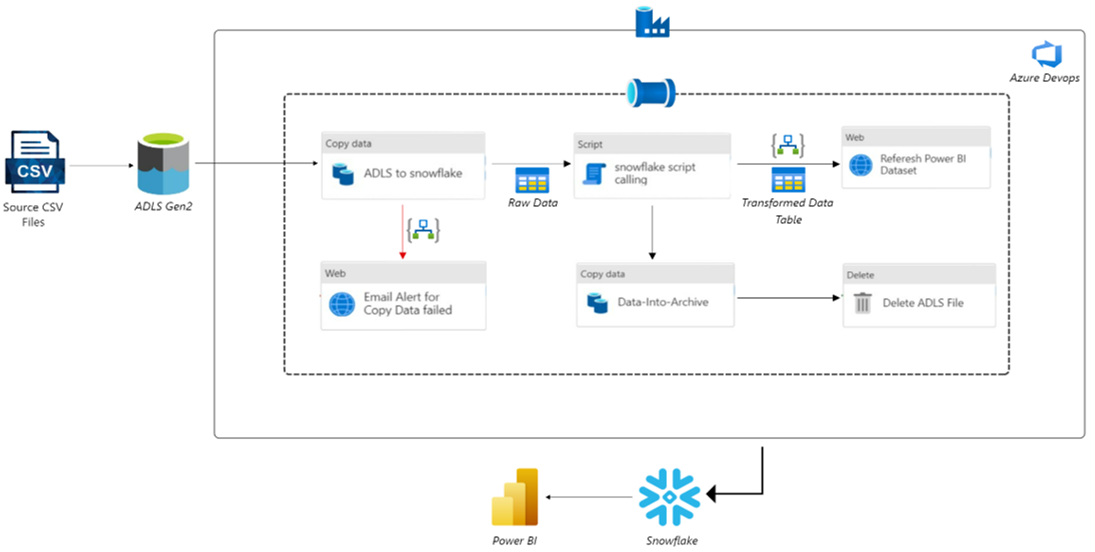 Azure Devops
CSV
Source CSV
Files
ADLS Gen2
Copy data
ADLS to snowflake
Raw Data
Script
snowflake script
calling
Transformed Data
Table
Web
Referesh Power BI
Dataset
Web
Email Alert for
Copy Data failed
Copy data
Data-Into-Archive
Delete
Delete ADLS File
Power BI
Snowflake